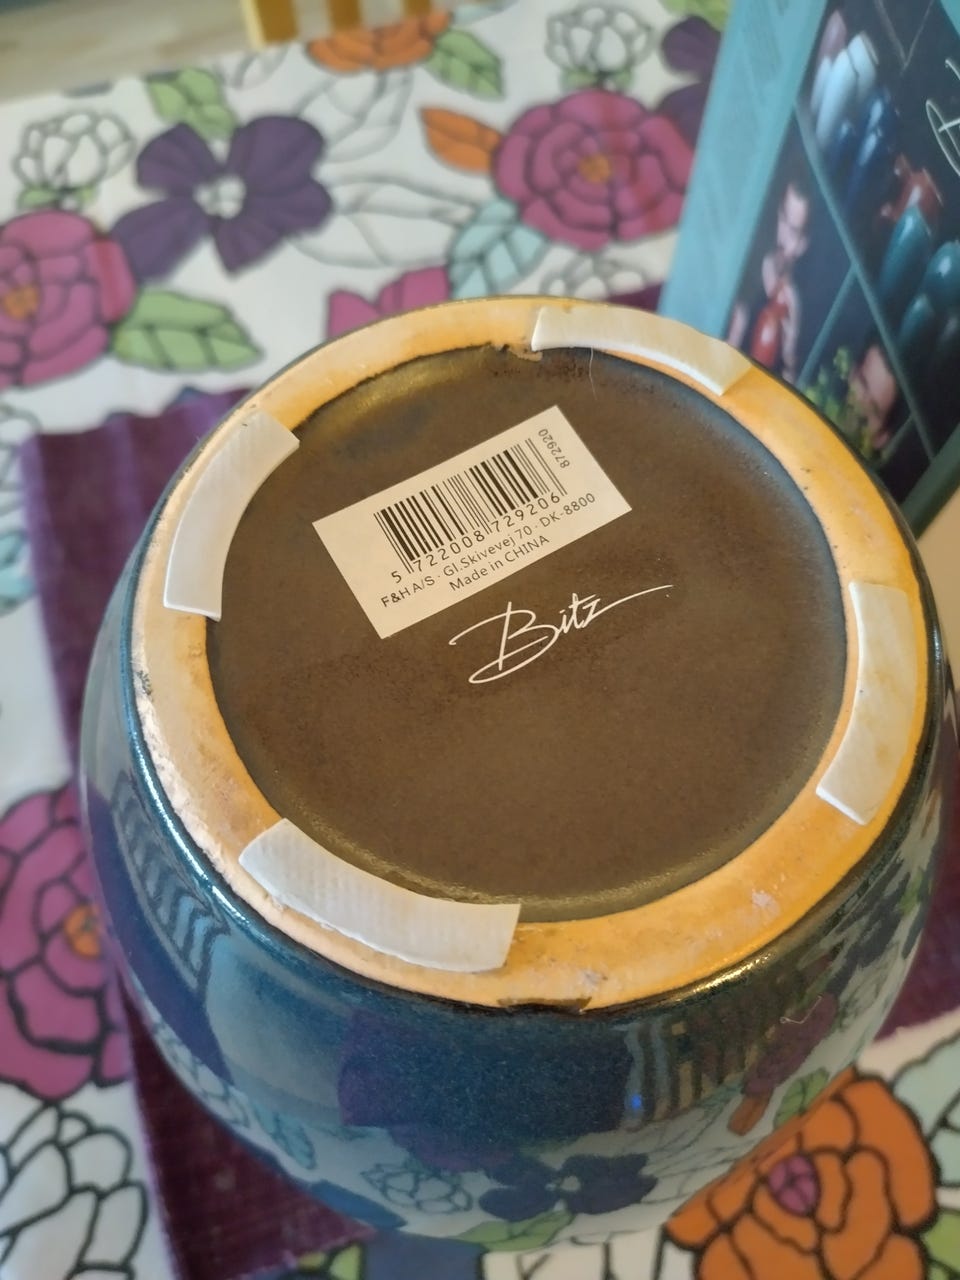 872920
5 722008 729206
F&H A/S · Gl.Skivevej 70 · DK-8800
Made in CHINA
Bitz